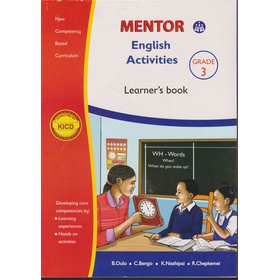 New
Competency
Based
Curriculum
MENTOR
English
Activities
GRADE
3
Learner's book
KICD
WH - Words
When?
When do you wake up?
Developing core
competencies by;
Learning
experiences
Hands on
activities
B.Oulo C.Bengo K.Nashipai R.Chepkemei